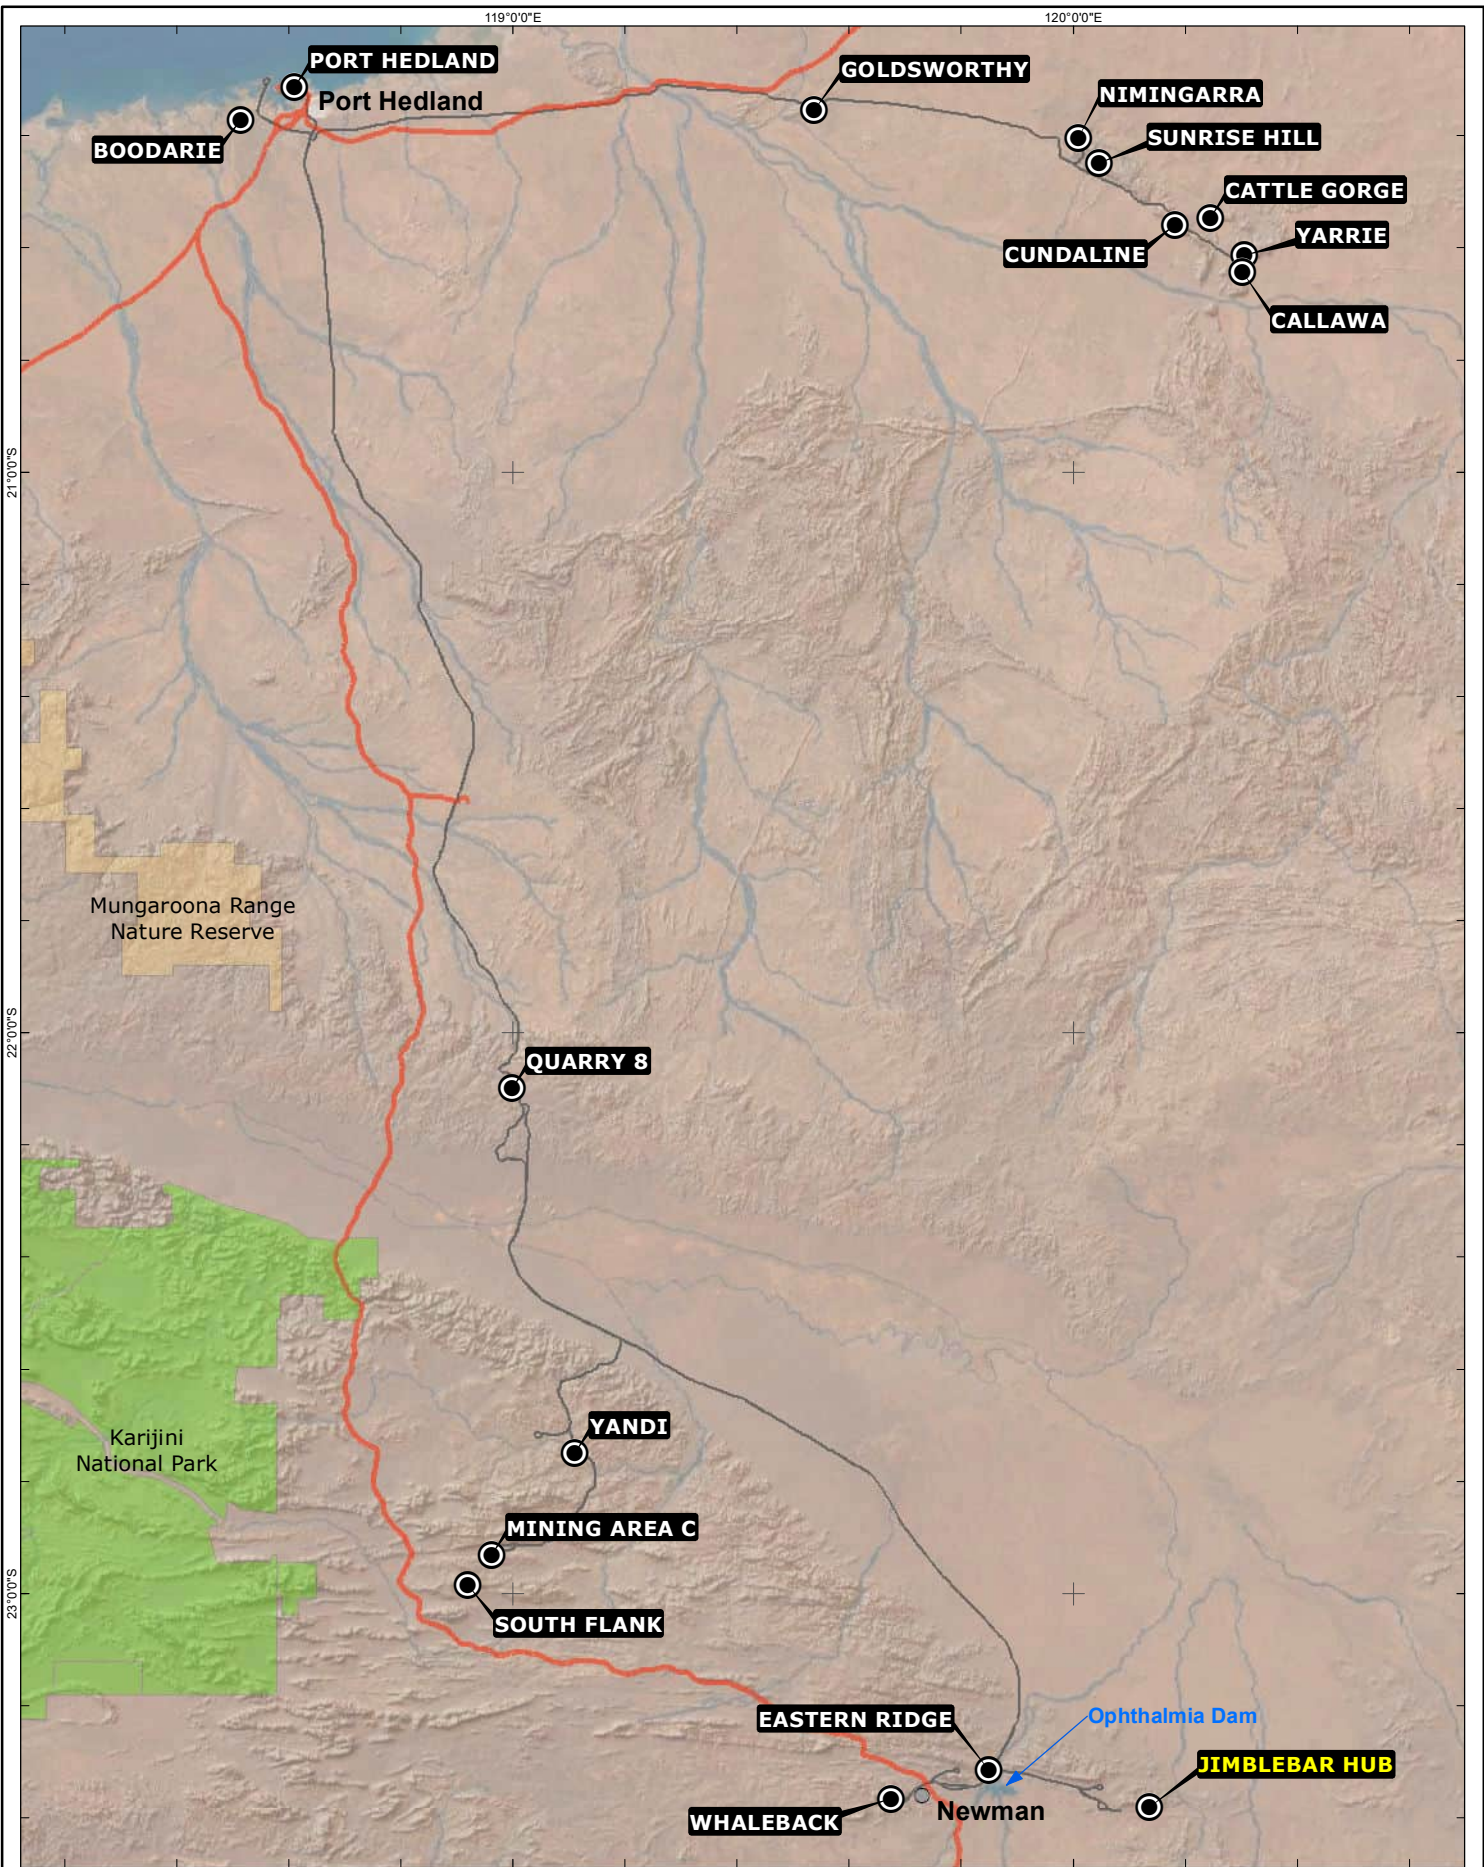 119°0'0"E
120°0'0"E
PORT HEDLAND
Port Hedland
BOODARIE
GOLDSWORTHY
NIMINGARRA
SUNRISE HILL
CATTLE GORGE
YARRIE
CUNDALINE
CALLAWA
21°0'0"S
Mungaroona Range
Nature Reserve
22°0'0"S
QUARRY 8
Karijini
National Park
YANDI
MINING AREA C
23°0'0"S
SOUTH FLANK
EASTERN RIDGE
Ophthalmia Dam
JIMBLEBAR HUB
WHALEBACK
Newman